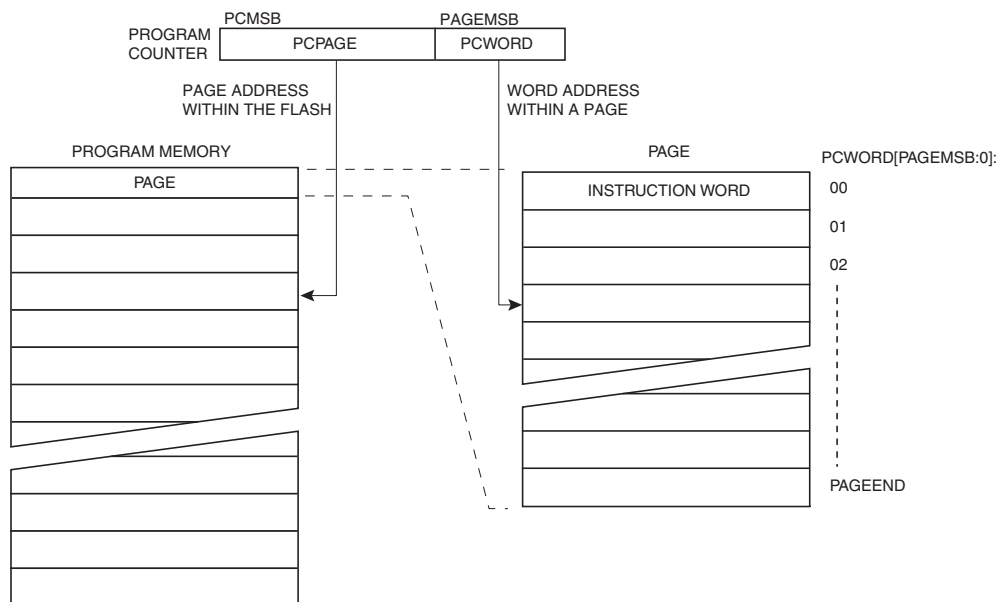 PCMSB
PAGEMSB
PROGRAM
COUNTER
PCPAGE
PCWORD
PAGE ADDRESS
WITHIN THE FLASH
WORD ADDRESS
WITHIN A PAGE
PROGRAM MEMORY
PAGE
PAGE
PCWORD[PAGEMSB:0]:
INSTRUCTION WORD
00
01
02
PAGEEND